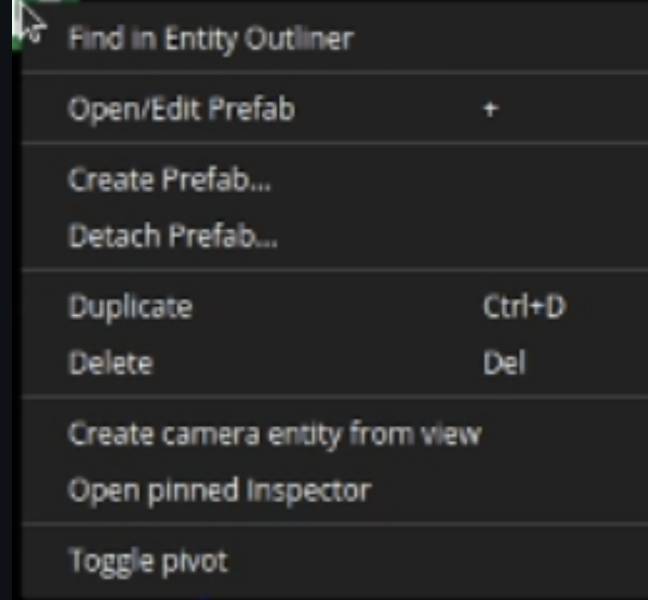 Find in Entity Outliner
Open/Edit Prefab +
Create Prefab...
Detach Prefab...
Duplicate Ctrl+D
Delete Del
Create camera entity from view
Open pinned Inspector
Toggle pivot